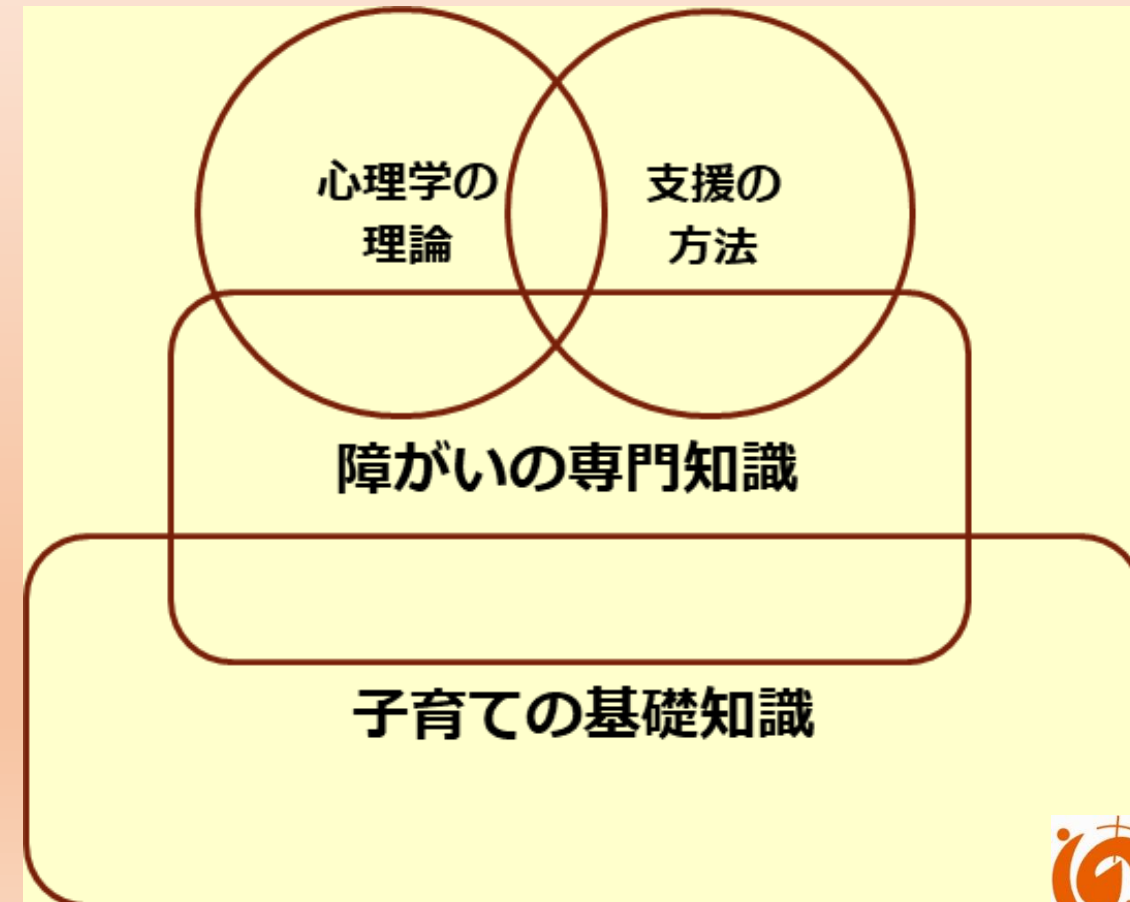 心理学の
理論
支援の
方法
障がいの専門知識
子育ての基礎知識